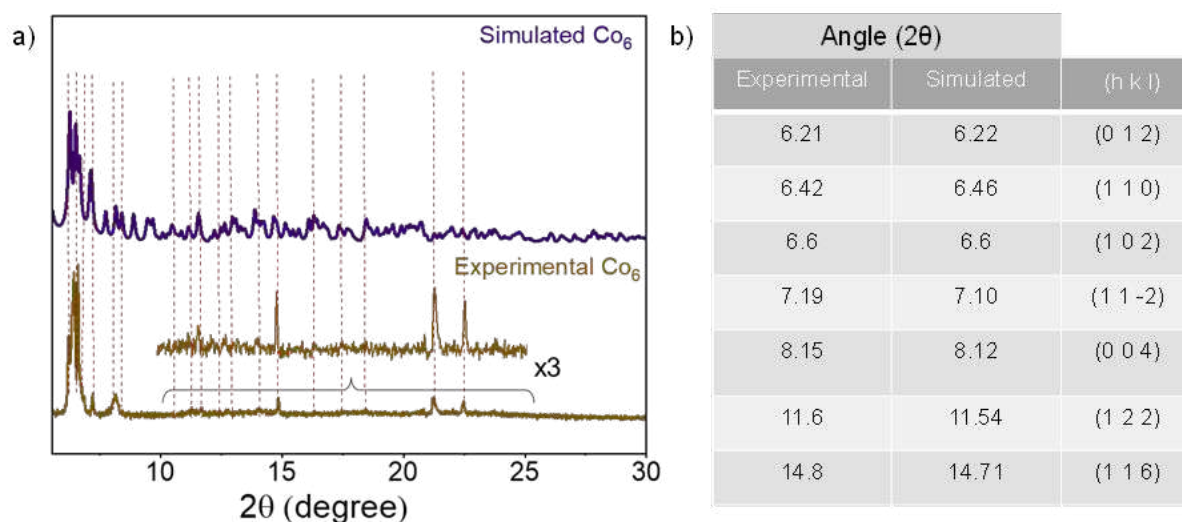 a)
Simulated Co6
Experimental Co6
x3
10 15 20 25 30
2θ (degree)
b)
Angle (2θ)
Experimental Simulated (h k l)
6.21 6.22 (0 1 2)
6.42 6.46 (1 1 0)
6.6 6.6 (1 0 2)
7.19 7.10 (1 1 -2)
8.15 8.12 (0 0 4)
11.6 11.54 (1 2 2)
14.8 14.71 (1 1 6)